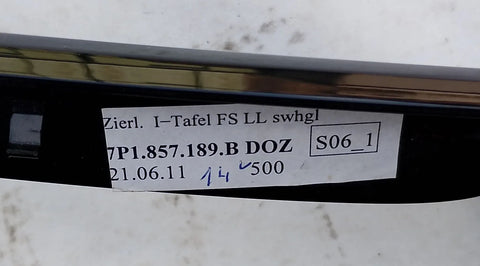 Zierl. I-Tafel FS LL swhgl
7P1.857.189.B DOZ S06_1
21.06.11 14 500